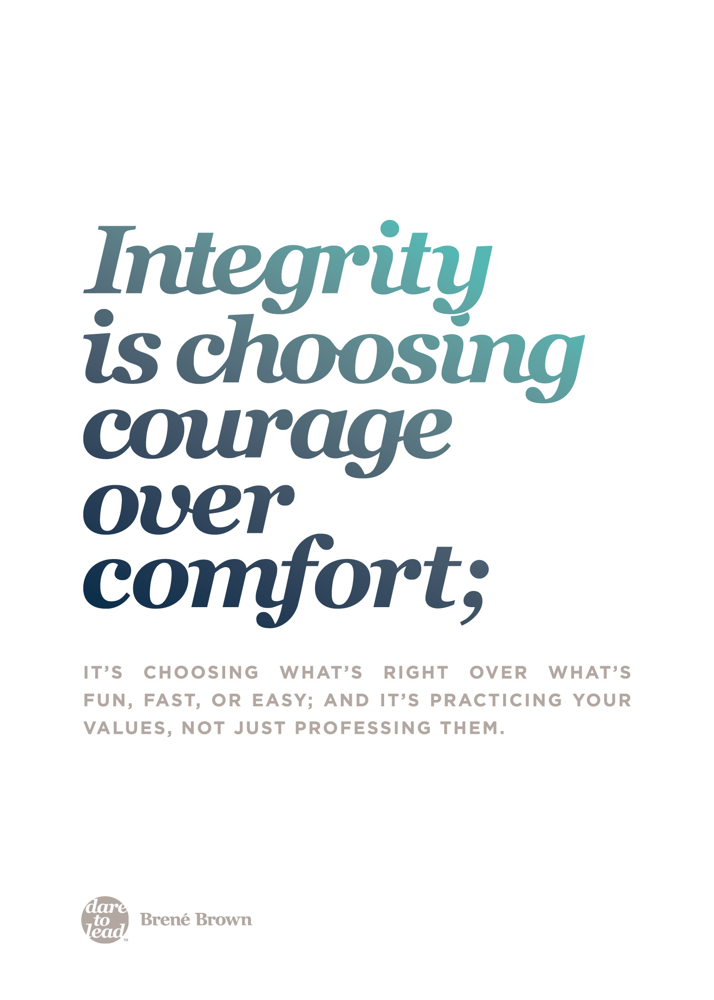 Integrity
is choosing
courage
over
comfort;
IT’S CHOOSING WHAT’S RIGHT OVER WHAT’S
FUN, FAST, OR EASY; AND IT’S PRACTICING YOUR
VALUES, NOT JUST PROFESSING THEM.
dare
to
lead™
Brené Brown